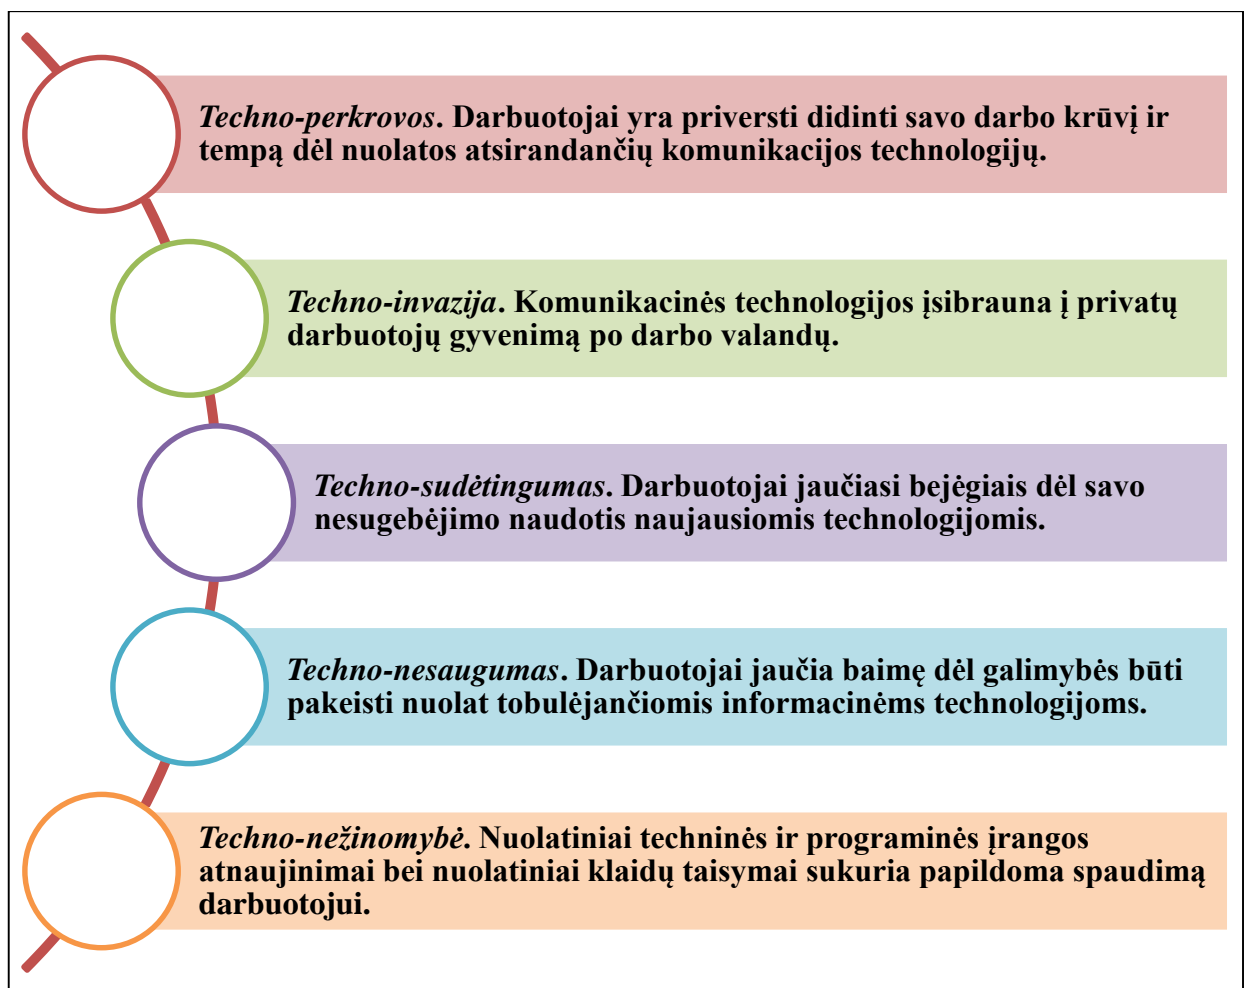 Techno-perkrovos. Darbuotojai yra priversti didinti savo darbo krūvį ir
tempą dėl nuolatos atsirandančių komunikacijos technologijų.
Techno-invazija. Komunikacinės technologijos įsibrauna į privatų
darbuotojų gyvenimą po darbo valandų.
Techno-sudėtingumas. Darbuotojai jaučiasi bejėgiais dėl savo
nesugebėjimo naudotis naujausiomis technologijomis.
Techno-nesaugumas. Darbuotojai jaučia baimę dėl galimybės būti
pakeisti nuolat tobulėjančiomis informacinėms technologijoms.
Techno-nežinomybė. Nuolatiniai techninės ir programinės įrangos
atnaujinimai bei nuolatiniai klaidų taisymai sukuria papildoma spaudimą
darbuotojui.